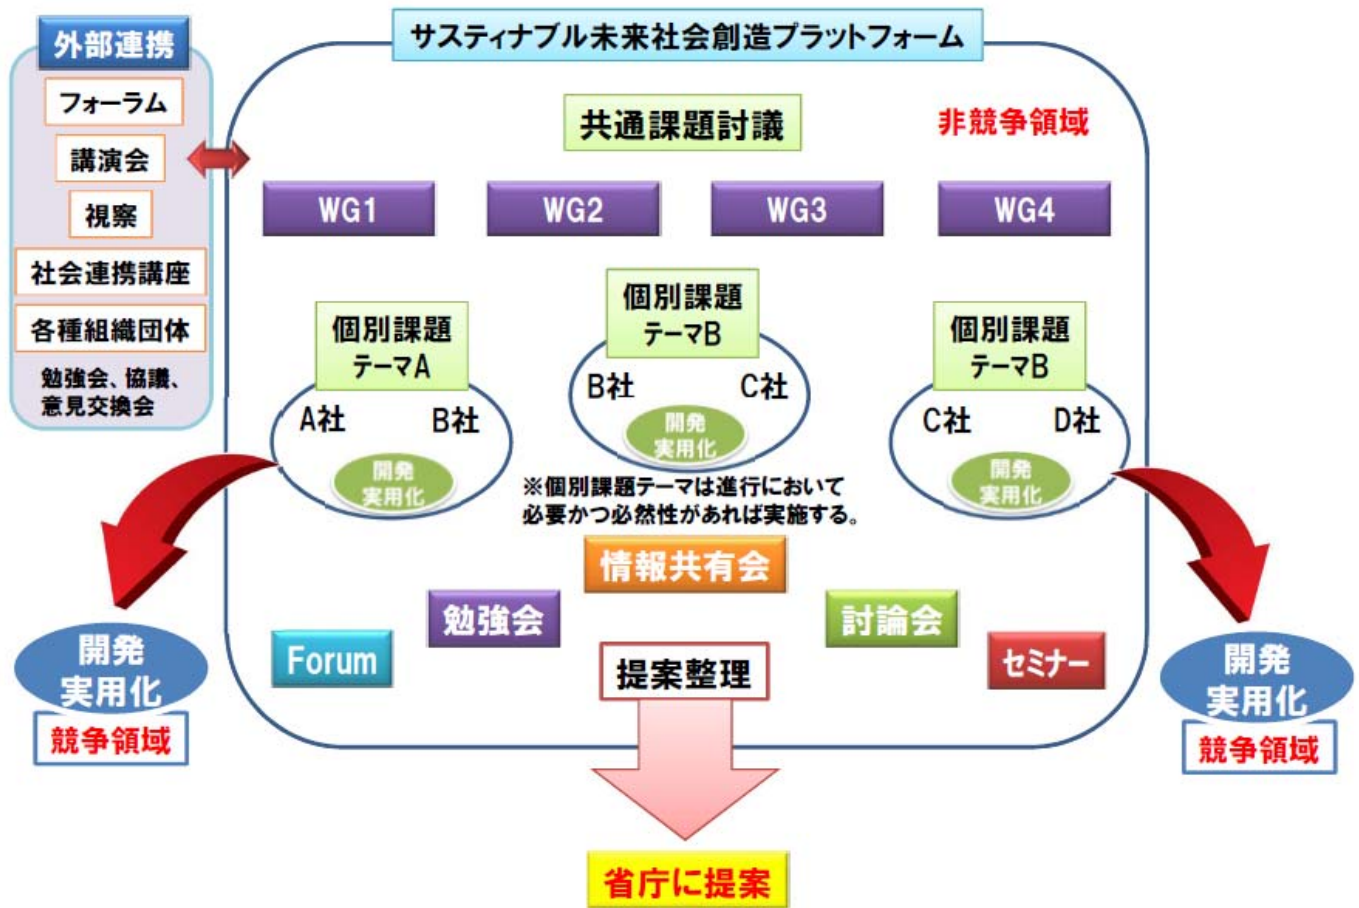 外部連携
フォーラム
講演会
視察
社会連携講座
各種組織団体
勉強会、協議、
意見交換会
サスティナブル未来社会創造プラットフォーム
共通課題討議
非競争領域
WG1
WG2
WG3
WG4
個別課題
テーマA
A社
B社
開発
実用化
個別課題
テーマB
B社
C社
開発
実用化
個別課題
テーマB
C社
D社
開発
実用化
※個別課題テーマは進行において
必要かつ必然性があれば実施する。
情報共有会
勉強会
討論会
Forum
提案整理
セミナー
開発
実用化
競争領域
開発
実用化
競争領域
省庁に提案